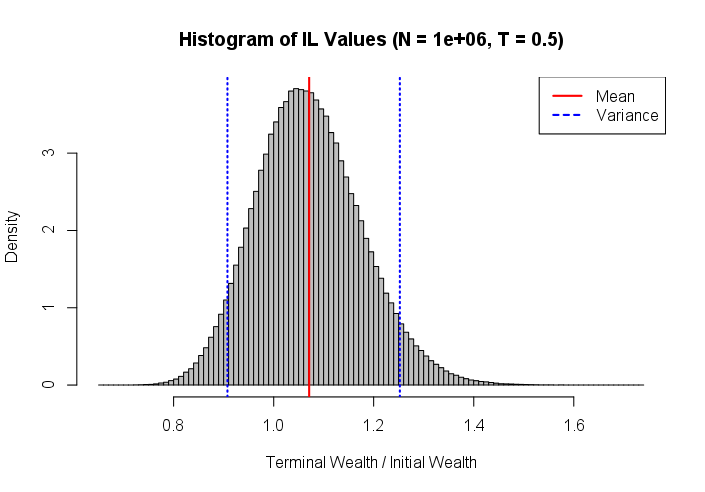 Histogram of IL Values (N = 1e+06, T = 0.5)
Mean
Variance
3
2
1
0
Density
0.8 1.0 1.2 1.4 1.6
Terminal Wealth / Initial Wealth